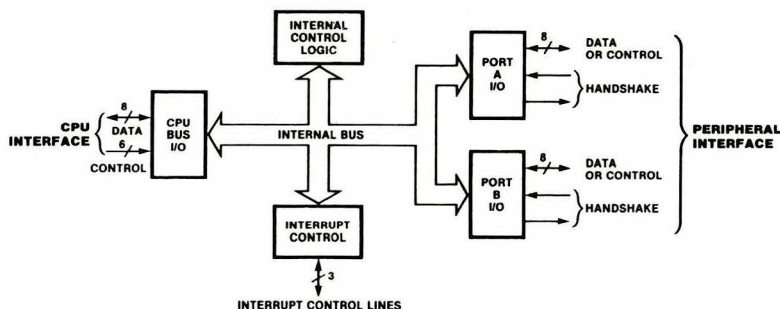 INTERNAL
CONTROL
LOGIC
CPU
INTERFACE
8
DATA
6
CONTROL
CPU
BUS
I/O
INTERNAL BUS
INTERRUPT
CONTROL
3
INTERRUPT CONTROL LINES
PORT
A
I/O
8
DATA
OR CONTROL
HANDSHAKE
PORT
B
I/O
8
DATA
OR CONTROL
HANDSHAKE
PERIPHERAL
INTERFACE